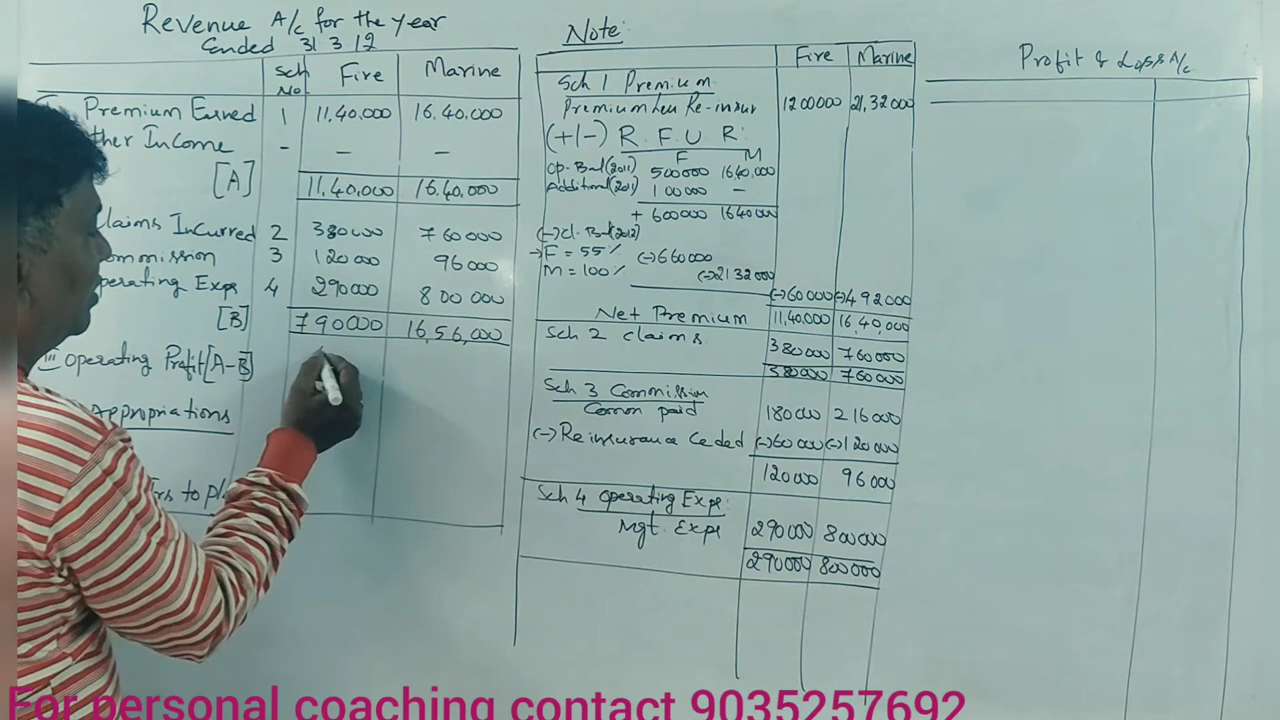 Revenue A/c for the year
Ended 31 3 12
Sch No. Fire Marine
Premium Earned 1 11,40,000 16,40,000
ther Income - - -
[A] 11,40,000 16,40,000
laims Incurred 2 380000 760000
ommission 3 120000 96000
perating Exps 4 290000 800000
[B] 790000 16,56,000
III Operating Profit [A-B]
Appropriations
Note:
Fire Marine
Sch 1 Premium
Premium Less Re-insur 1200000 21,32000
(+/-) R. F. U R:
F M
Op. Bal(2011) 500000 1640,000
Additional(2011) 100000 -
+ 600000 1640000
(-) Cl. Bal(2012)
→ F = 55% (-) 660000
M = 100% (-) 2132000
(-) 60000 (-) 492000
Net Premium 11,40,000 16,40,000
Sch 2 Claims 380000 760000
380000 760000
Sch 3 Commission
Comm paid 180000 216000
(-) Reinsurance Ceded (-) 60000 (-) 120000
120000 96000
Sch 4 Operating Exps:
Mgt. Exps 290000 800000
290000 800000
Profit & Loss A/c
For personal coaching contact 9035257692